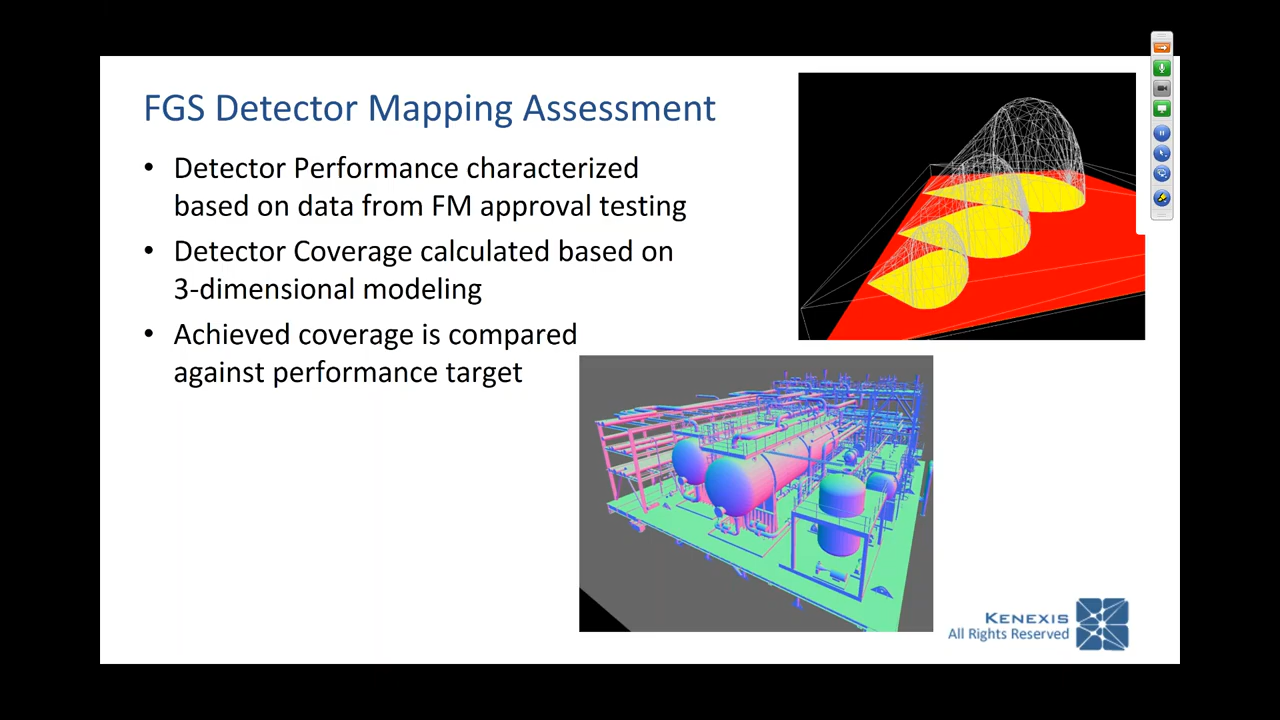 FGS Detector Mapping Assessment
• Detector Performance characterized
based on data from FM approval testing
• Detector Coverage calculated based on
3-dimensional modeling
• Achieved coverage is compared
against performance target
KENEXIS
All Rights Reserved